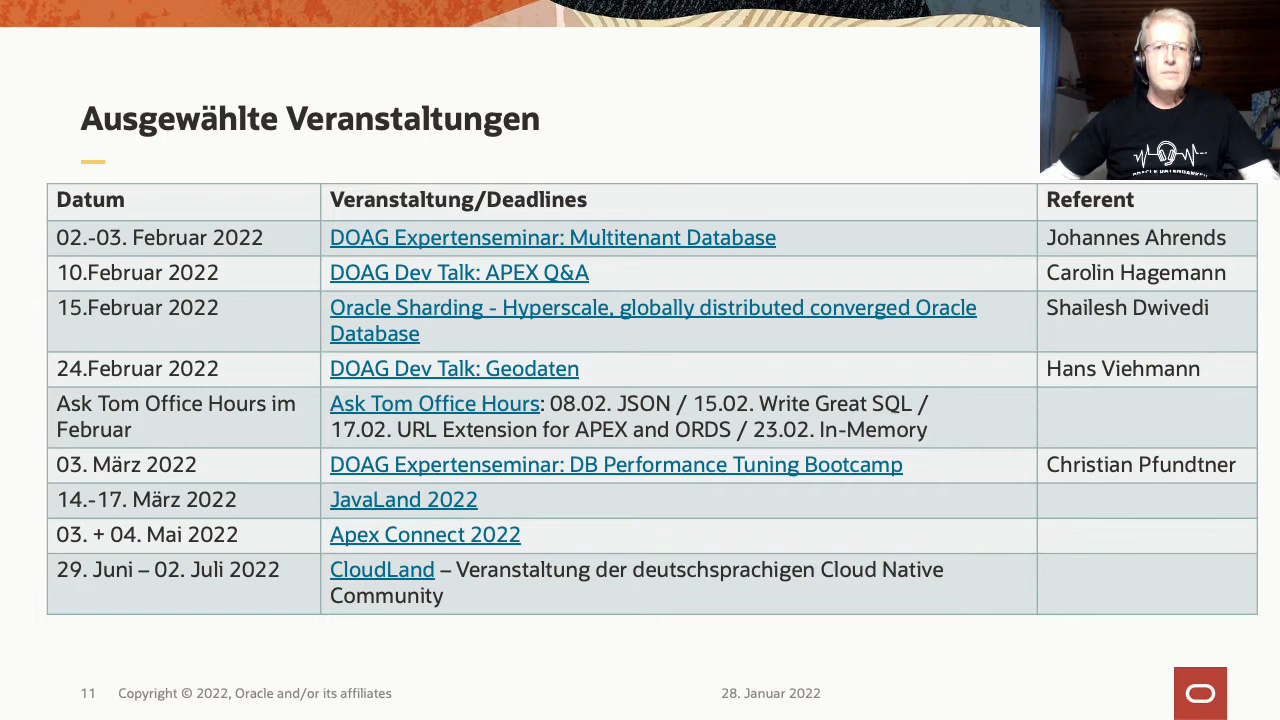 Ausgewählte Veranstaltungen
Datum Veranstaltung/Deadlines Referent
02.-03. Februar 2022 DOAG Expertenseminar: Multitenant Database Johannes Ahrends
10.Februar 2022 DOAG Dev Talk: APEX Q&A Carolin Hagemann
15.Februar 2022 Oracle Sharding - Hyperscale, globally distributed converged Oracle Shailesh Dwivedi
Database
24.Februar 2022 DOAG Dev Talk: Geodaten Hans Viehmann
Ask Tom Office Hours im Ask Tom Office Hours: 08.02. JSON / 15.02. Write Great SQL /
Februar 17.02. URL Extension for APEX and ORDS / 23.02. In-Memory
03. März 2022 DOAG Expertenseminar: DB Performance Tuning Bootcamp Christian Pfundtner
14.-17. März 2022 JavaLand 2022
03. + 04. Mai 2022 Apex Connect 2022
29. Juni – 02. Juli 2022 CloudLand – Veranstaltung der deutschsprachigen Cloud Native
Community
11 Copyright © 2022, Oracle and/or its affiliates 28. Januar 2022